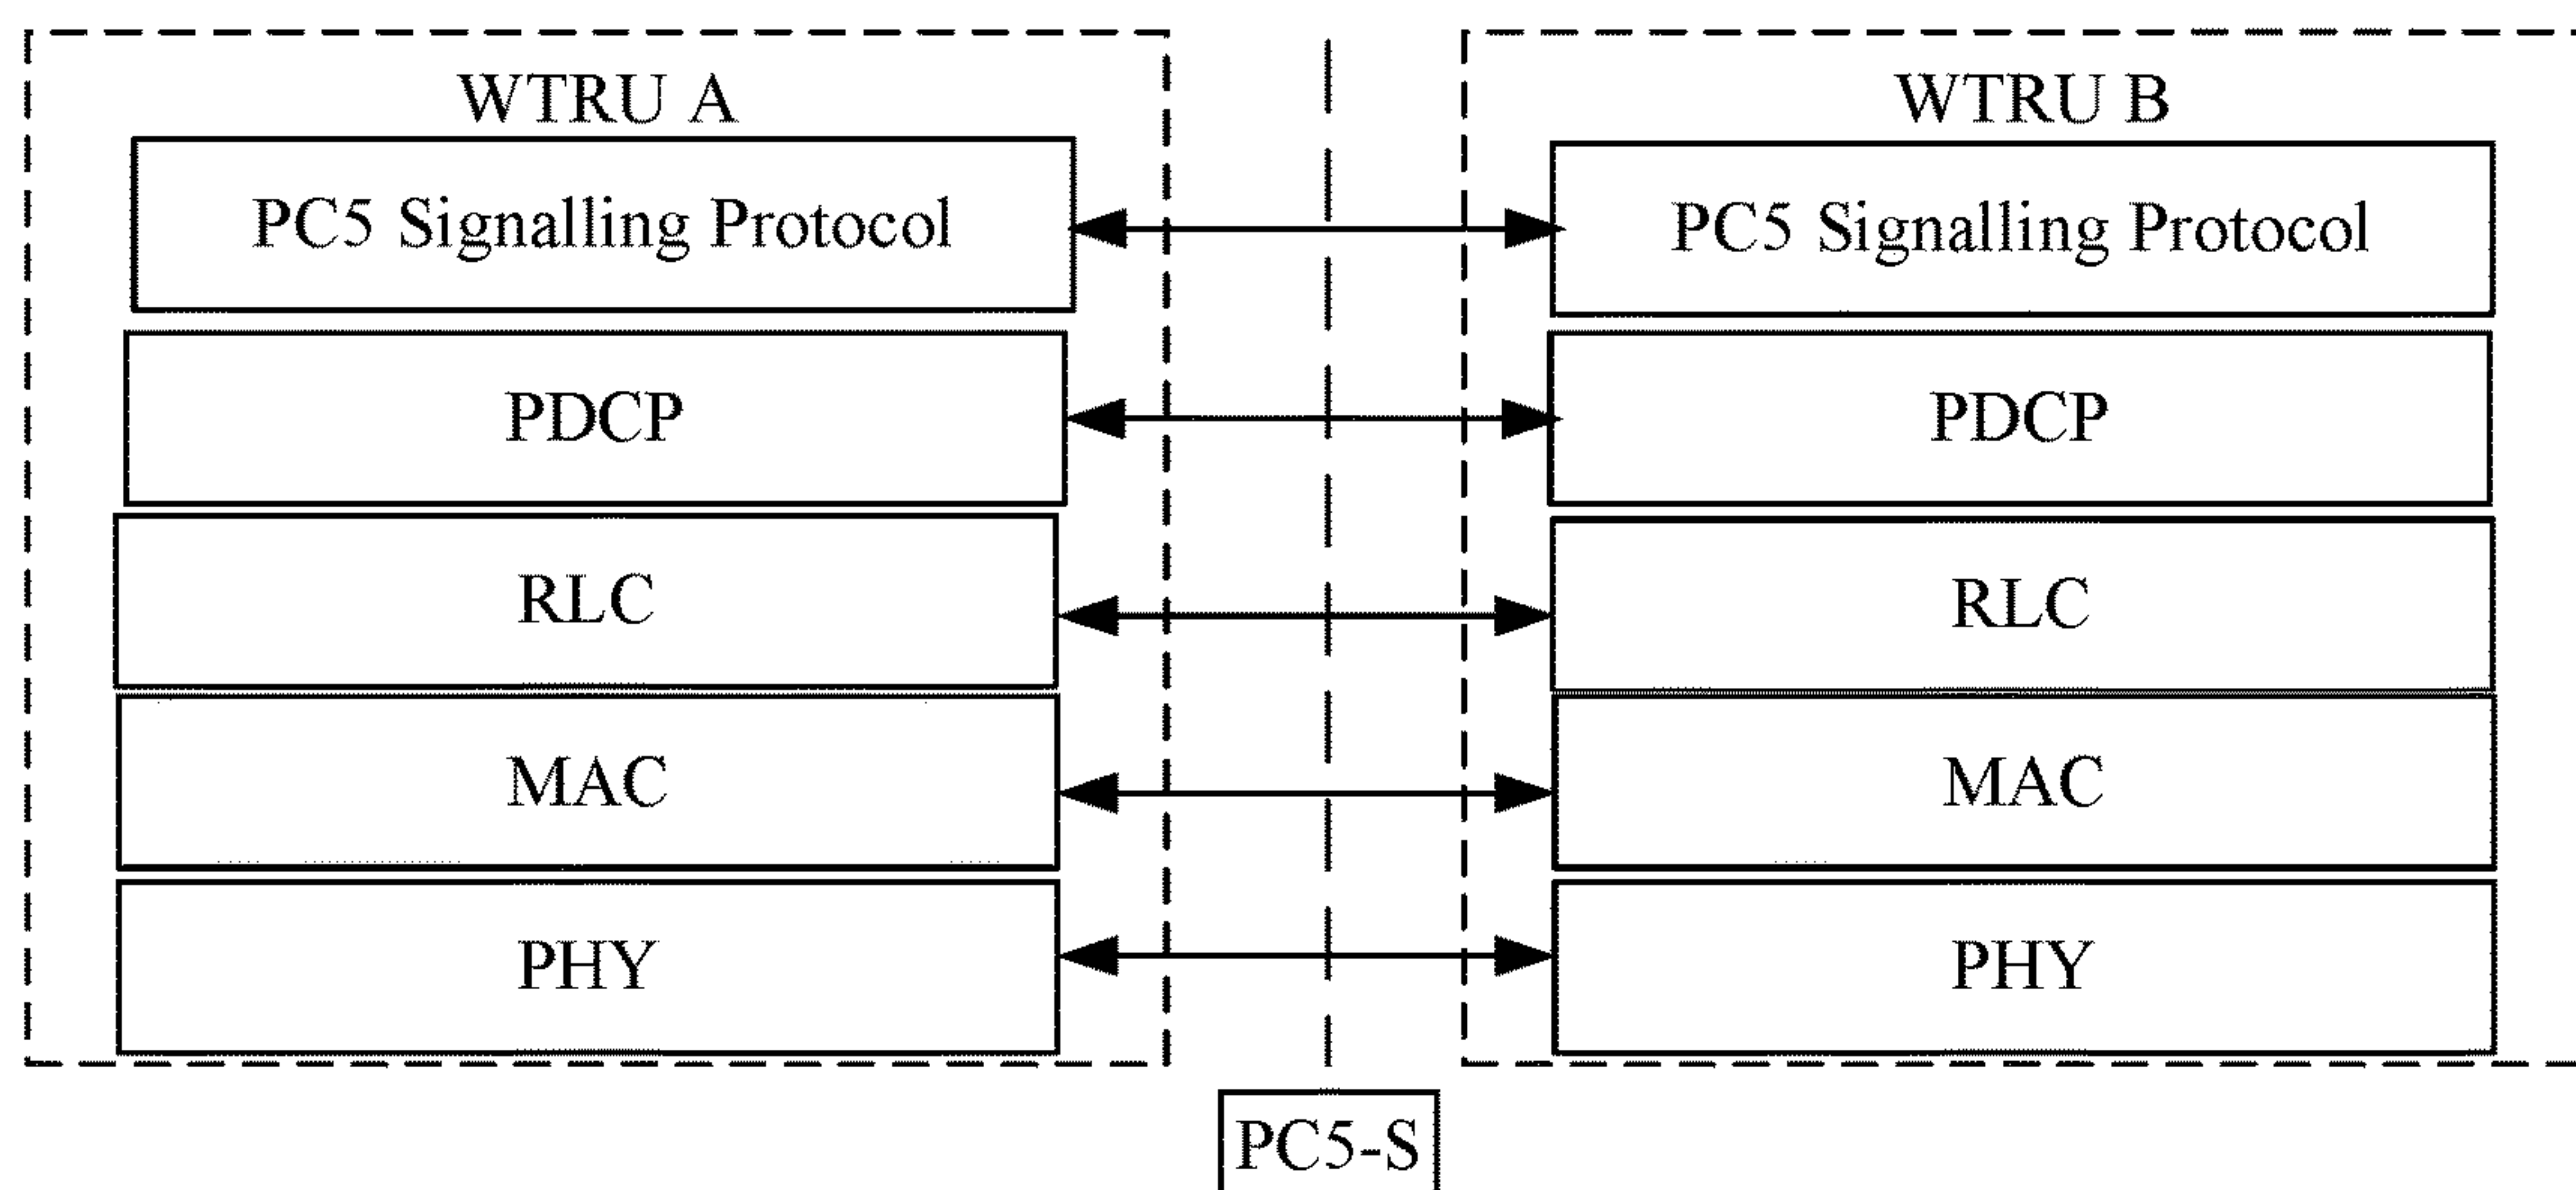 WTRU A
PC5 Signalling Protocol
PDCP
RLC
MAC
PHY
WTRU B
PC5 Signalling Protocol
PDCP
RLC
MAC
PHY
PC5-S